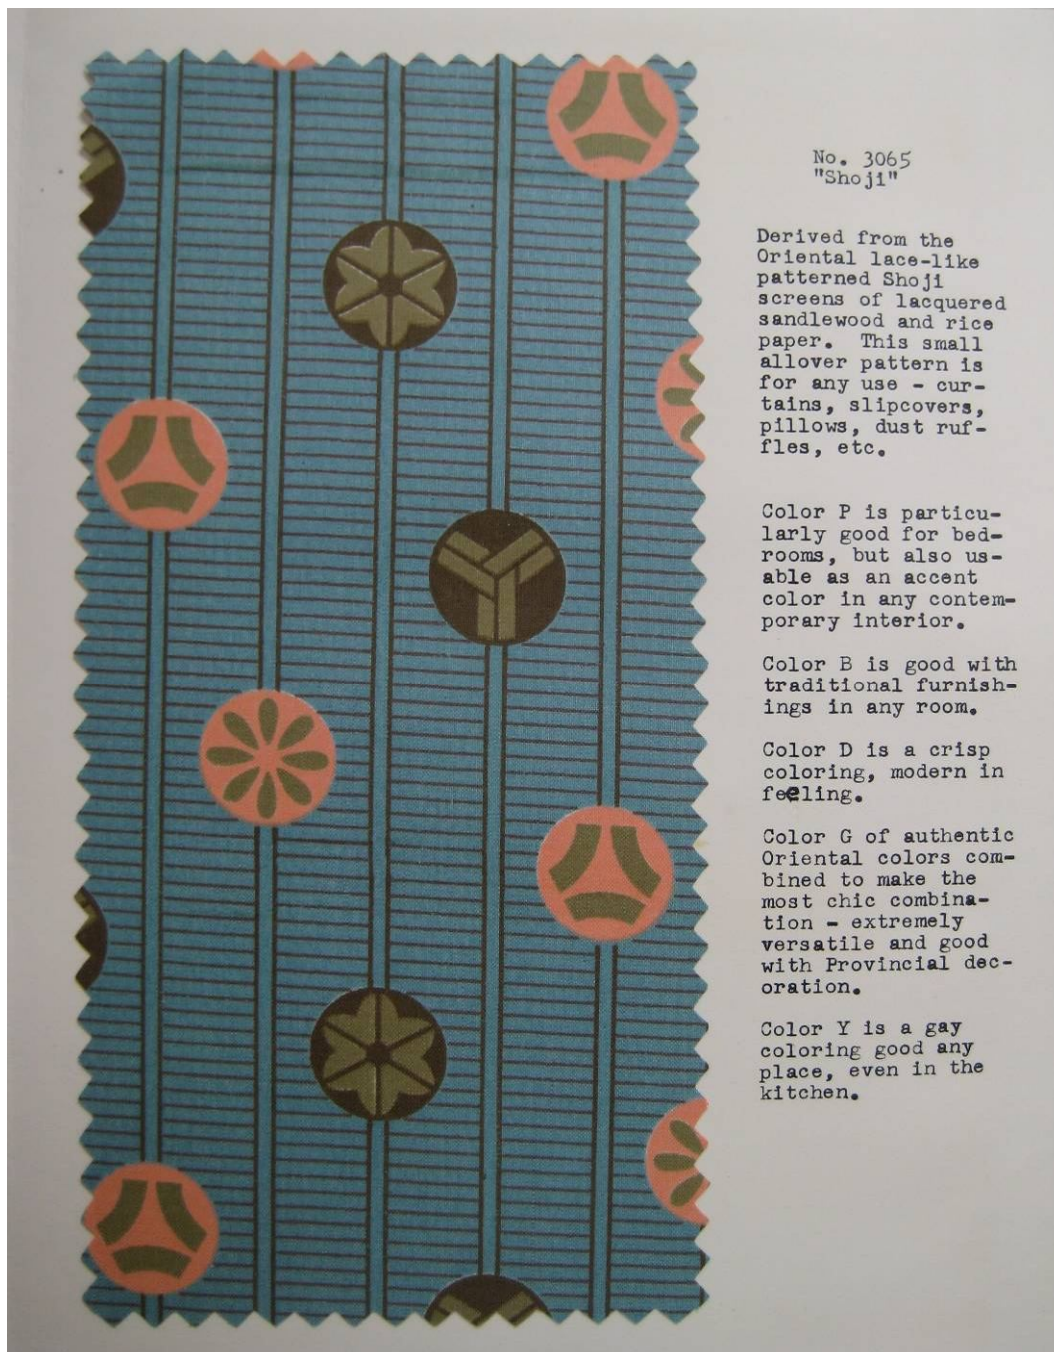 No. 3065
"Shoji"
Derived from the
Oriental lace-like
patterned Shoji
screens of lacquered
sandlewood and rice
paper. This small
allover pattern is
for any use - cur-
tains, slipcovers,
pillows, dust ruf-
fles, etc.
Color P is particu-
larly good for bed-
rooms, but also us-
able as an accent
color in any contem-
porary interior.
Color B is good with
traditional furnish-
ings in any room.
Color D is a crisp
coloring, modern in
feeling.
Color G of authentic
Oriental colors com-
bined to make the
most chic combina-
tion - extremely
versatile and good
with Provincial dec-
oration.
Color Y is a gay
coloring good any
place, even in the
kitchen.